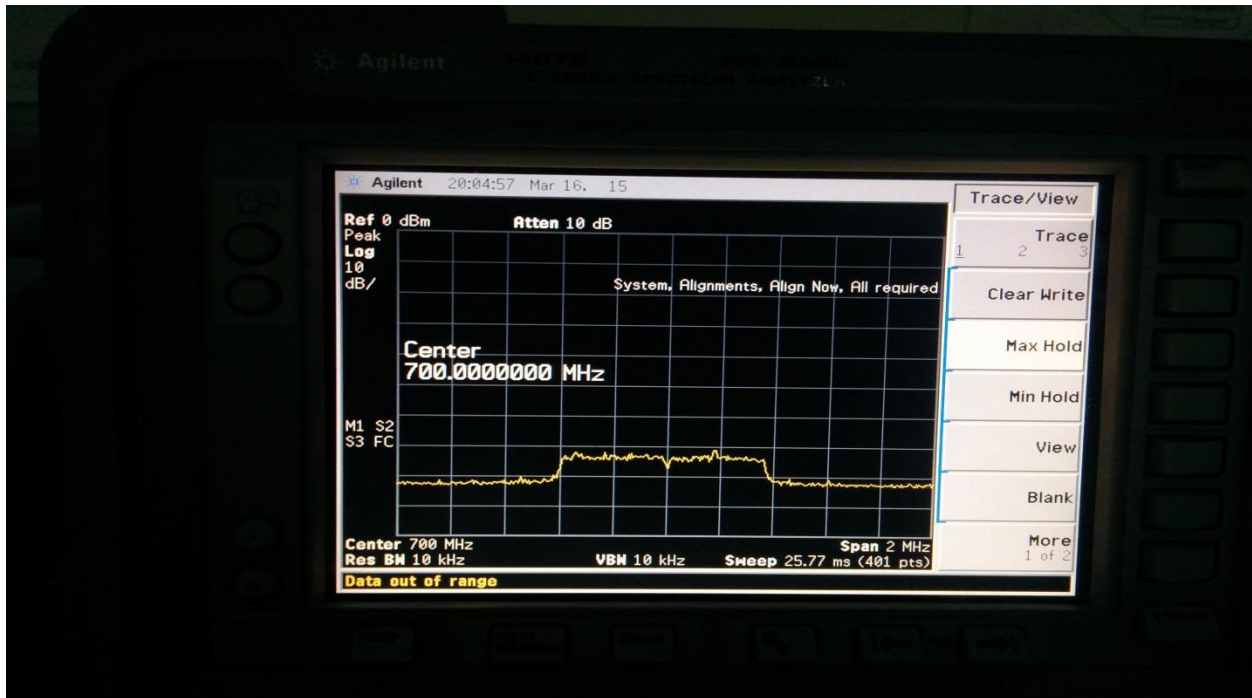 Agilent
SERIES SPECTRUM ANALYZER
Agilent 20:04:57 Mar 16, 15
Trace/View
Ref 0 dBm Atten 10 dB
Peak
Log
10
dB/
System, Alignments, Align Now, All required
Center
700.0000000 MHz
M1 S2
S3 FC
Center 700 MHz Span 2 MHz
Res BW 10 kHz VBW 10 kHz Sweep 25.77 ms (401 pts)
Data out of range
Trace
1 2 3
Clear Write
Max Hold
Min Hold
View
Blank
More
1 of 2